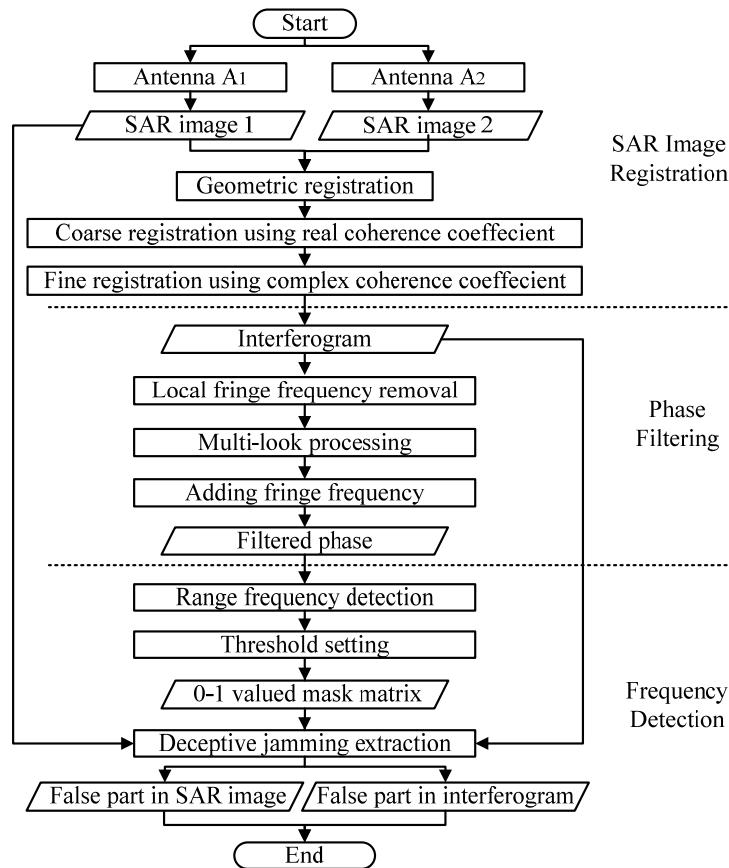 Start
Antenna A1
Antenna A2
SAR image 1
SAR image 2
SAR Image
Registration
Geometric registration
Coarse registration using real coherence coeffecient
Fine registration using complex coherence coeffecient
Interferogram
Local fringe frequency removal
Multi-look processing
Phase
Filtering
Adding fringe frequency
Filtered phase
Range frequency detection
Threshold setting
0-1 valued mask matrix
Frequency
Detection
Deceptive jamming extraction
False part in SAR image
False part in interferogram
End